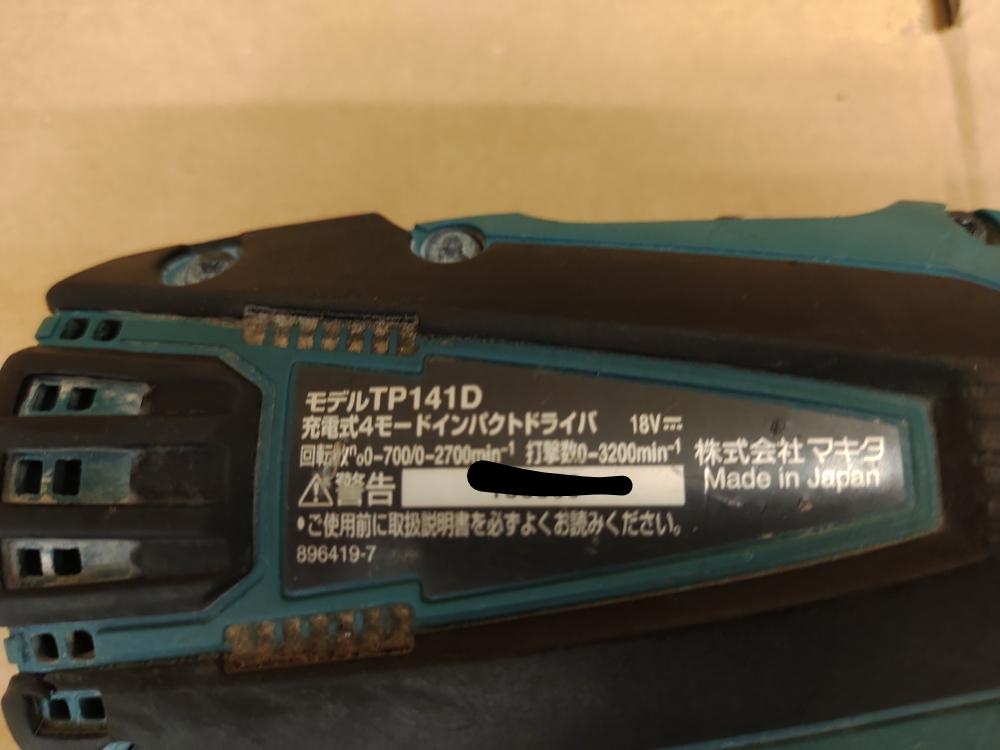 モデルTP141D
充電式4モードインパクトドライバ 18V⎓
回転数n₀0-700/0-2700min⁻¹ 打撃数0-3200min⁻¹
⚠警告
•ご使用前に取扱説明書を必ずよくお読みください。
896419-7
株式会社マキタ
Made in Japan